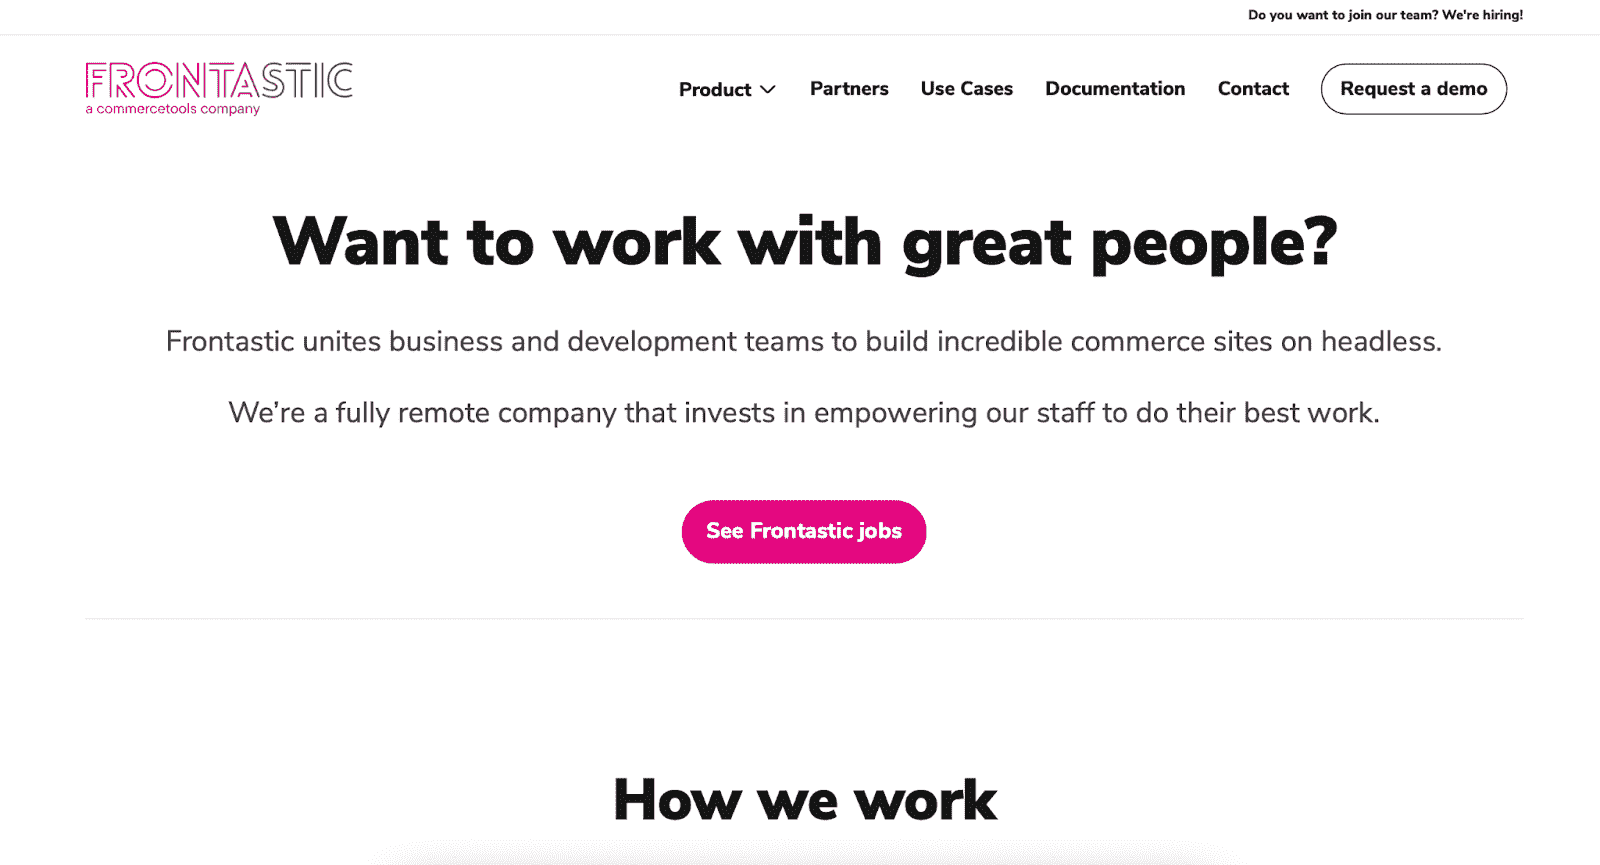 Do you want to join our team? We're hiring!
FRONTASTIC
a commercetools company
Product
Partners
Use Cases
Documentation
Contact
Request a demo
Want to work with great people?
Frontastic unites business and development teams to build incredible commerce sites on headless.
We’re a fully remote company that invests in empowering our staff to do their best work.
See Frontastic jobs
How we work